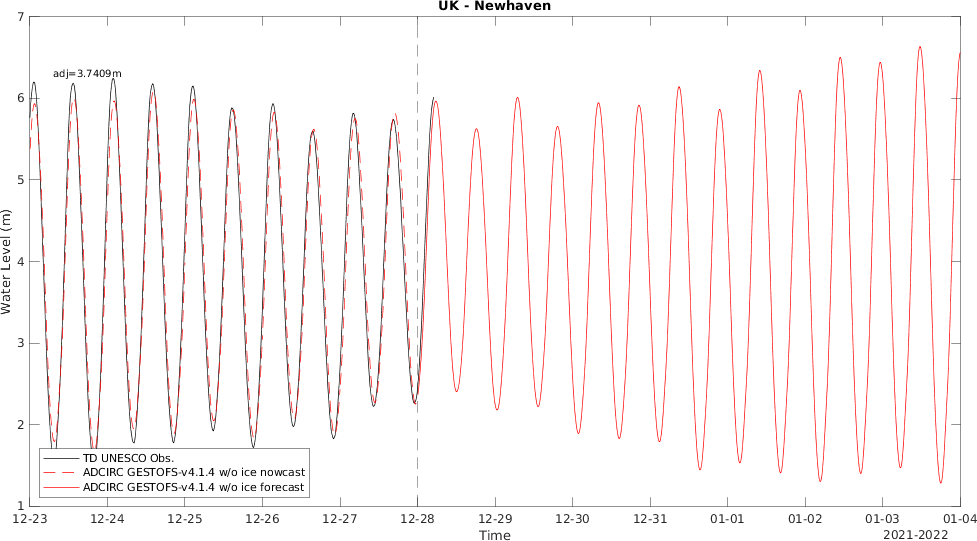 UK - Newhaven
7
6
5
4
3
2
1
Water Level (m)
adj=3.7409m
TD UNESCO Obs.
ADCIRC GESTOFS-v4.1.4 w/o ice nowcast
ADCIRC GESTOFS-v4.1.4 w/o ice forecast
12-23 12-24 12-25 12-26 12-27 12-28 12-29 12-30 12-31 01-01 01-02 01-03 01-04
Time
2021-2022